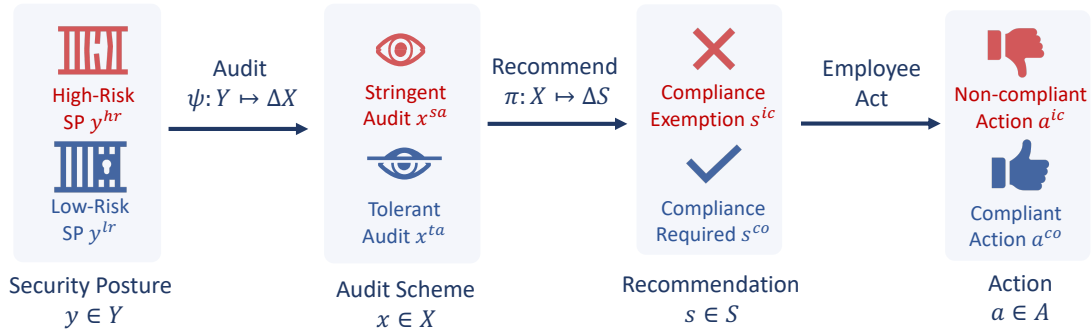 High-Risk
SP y^{hr}
Low-Risk
SP y^{lr}
Security Posture
y ∈ Y
Audit
ψ: Y ↦ ΔX
Stringent
Audit x^{sa}
Tolerant
Audit x^{ta}
Audit Scheme
x ∈ X
Recommend
π: X ↦ ΔS
Compliance
Exemption s^{ic}
Compliance
Required s^{co}
Recommendation
s ∈ S
Employee
Act
Non-compliant
Action a^{ic}
Compliant
Action a^{co}
Action
a ∈ A